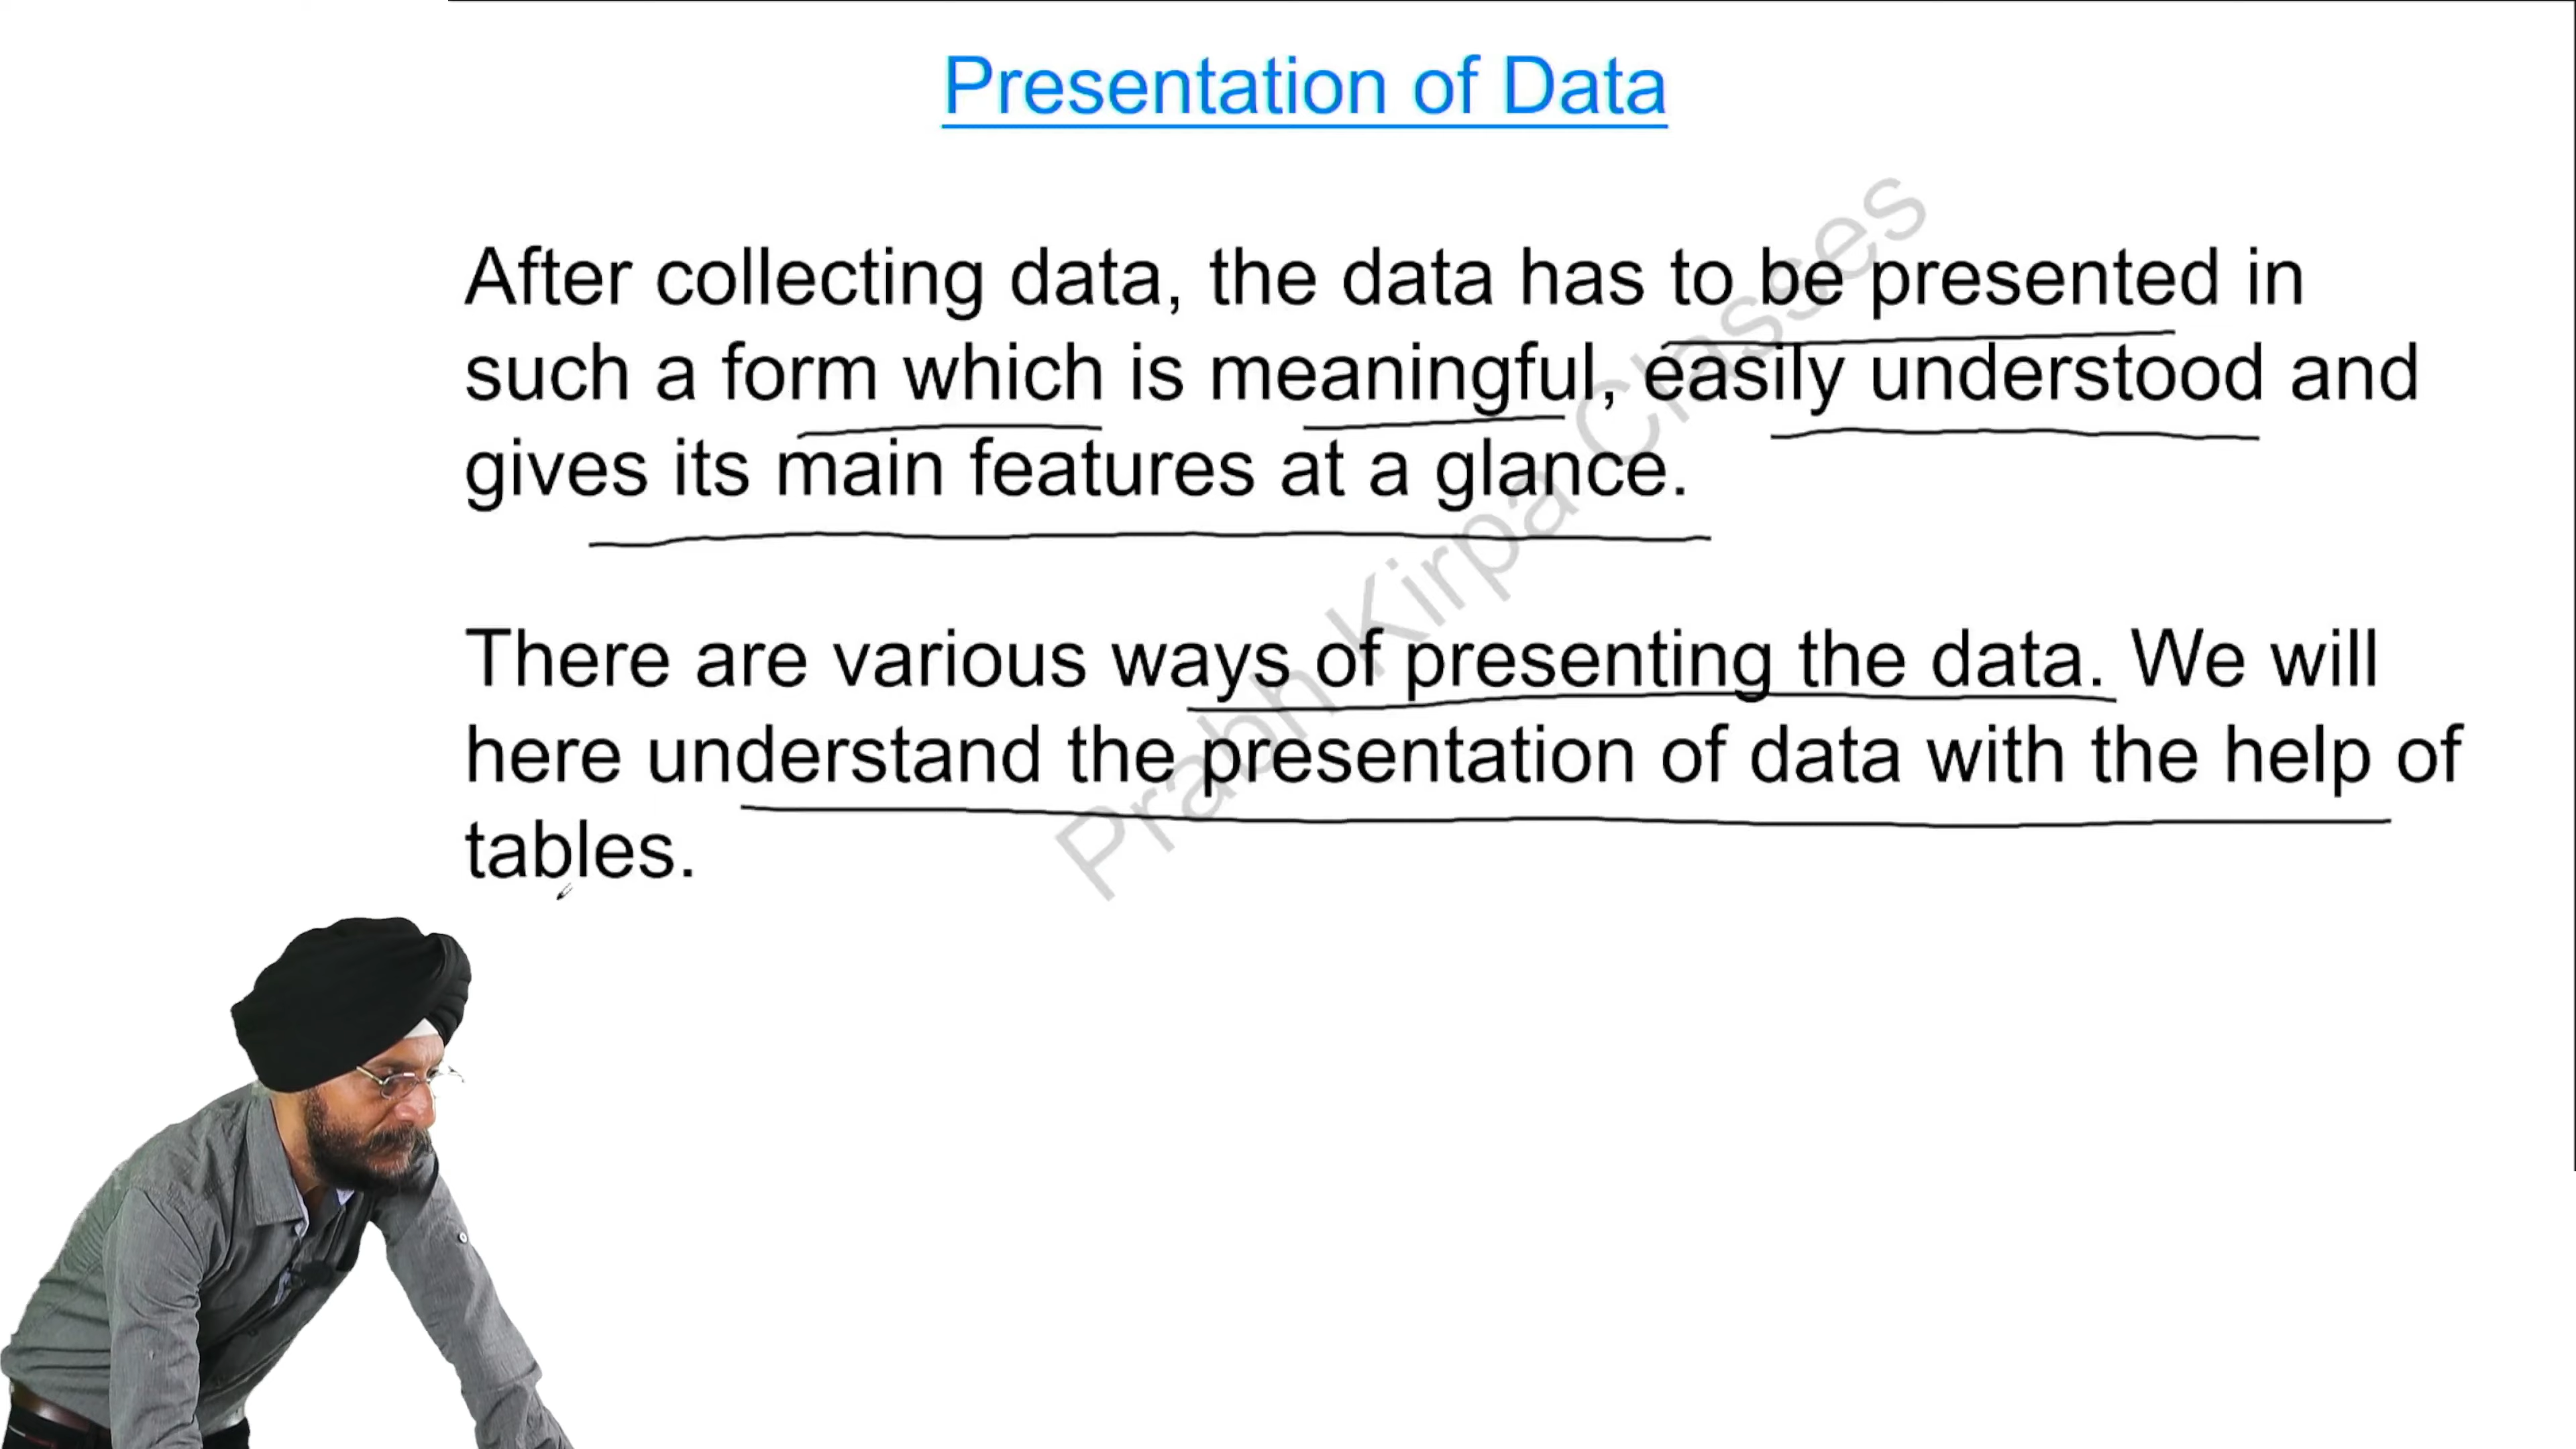 Presentation of Data
After collecting data, the data has to be presented in
such a form which is meaningful, easily understood and
gives its main features at a glance.
There are various ways of presenting the data. We will
here understand the presentation of data with the help of
tables.
Prabh Kirpa Classes